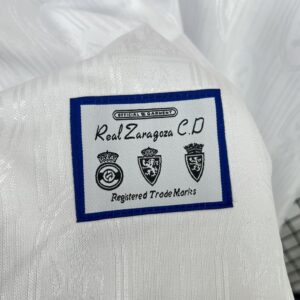 OFFICIAL & GARMENT
Real Zaragoza C.D
Registered Trade Marks